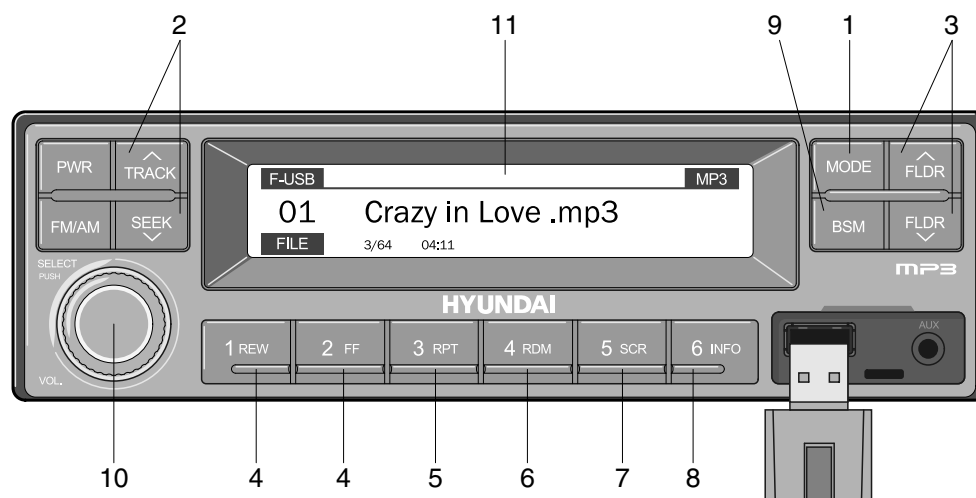 2 11 9 1 3
PWR TRACK
FM/AM SEEK
F-USB MP3
01 Crazy in Love .mp3
FILE 3/64 04:11
MODE FLDR
BSM FLDR
MP3
SELECT
PUSH
VOL.
HYUNDAI
1 REW 2 FF 3 RPT 4 RDM 5 SCR 6 INFO
AUX
10 4 4 5 6 7 8